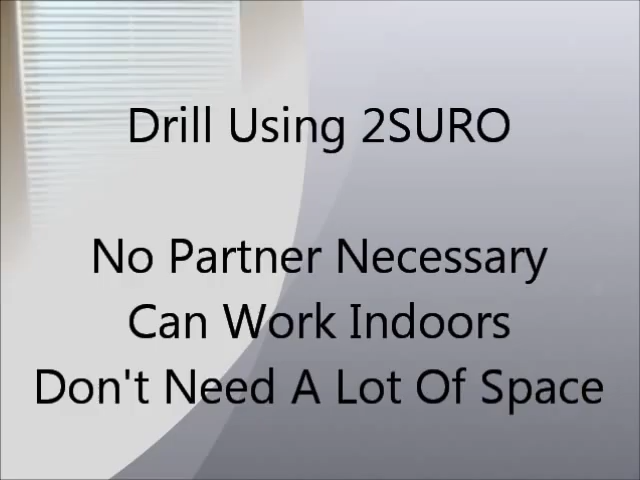 Drill Using 2SURO
No Partner Necessary
Can Work Indoors
Don't Need A Lot Of Space